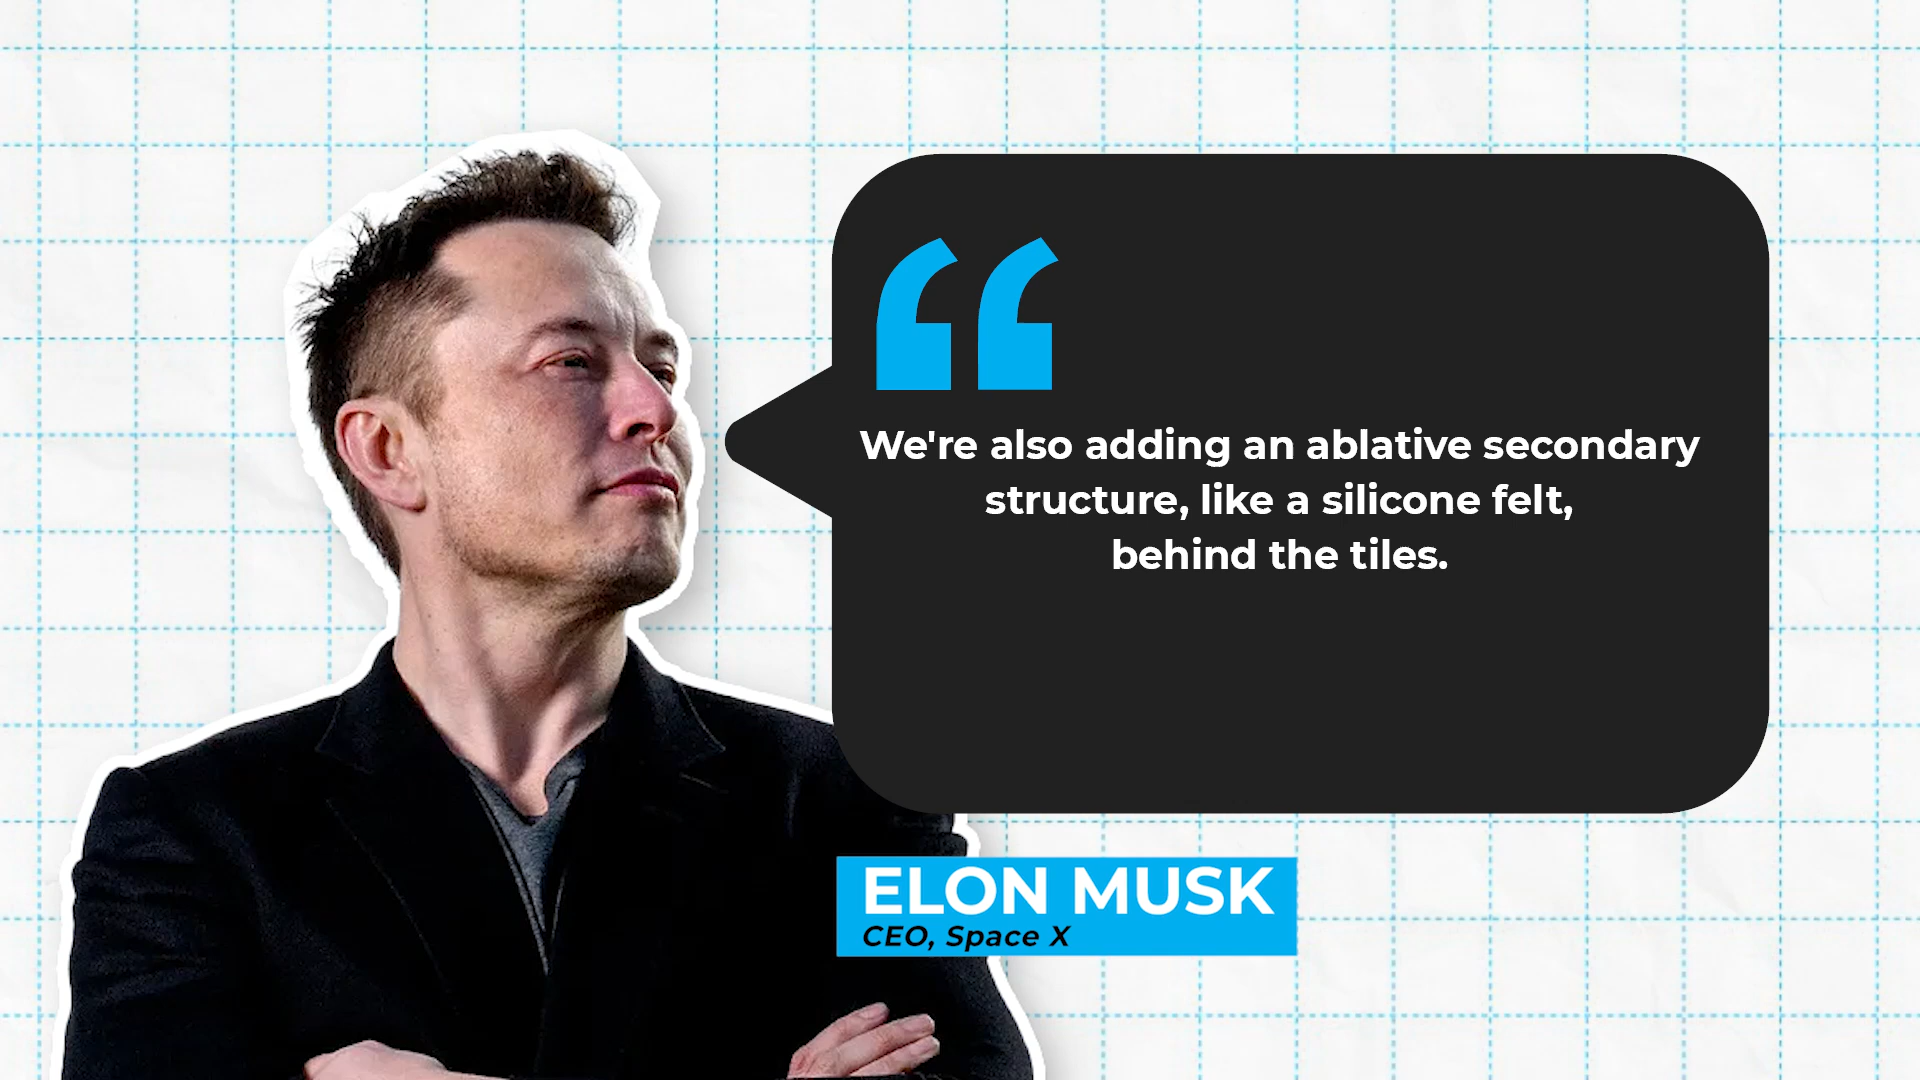 We're also adding an ablative secondary
structure, like a silicone felt,
behind the tiles.
ELON MUSK
CEO, Space X